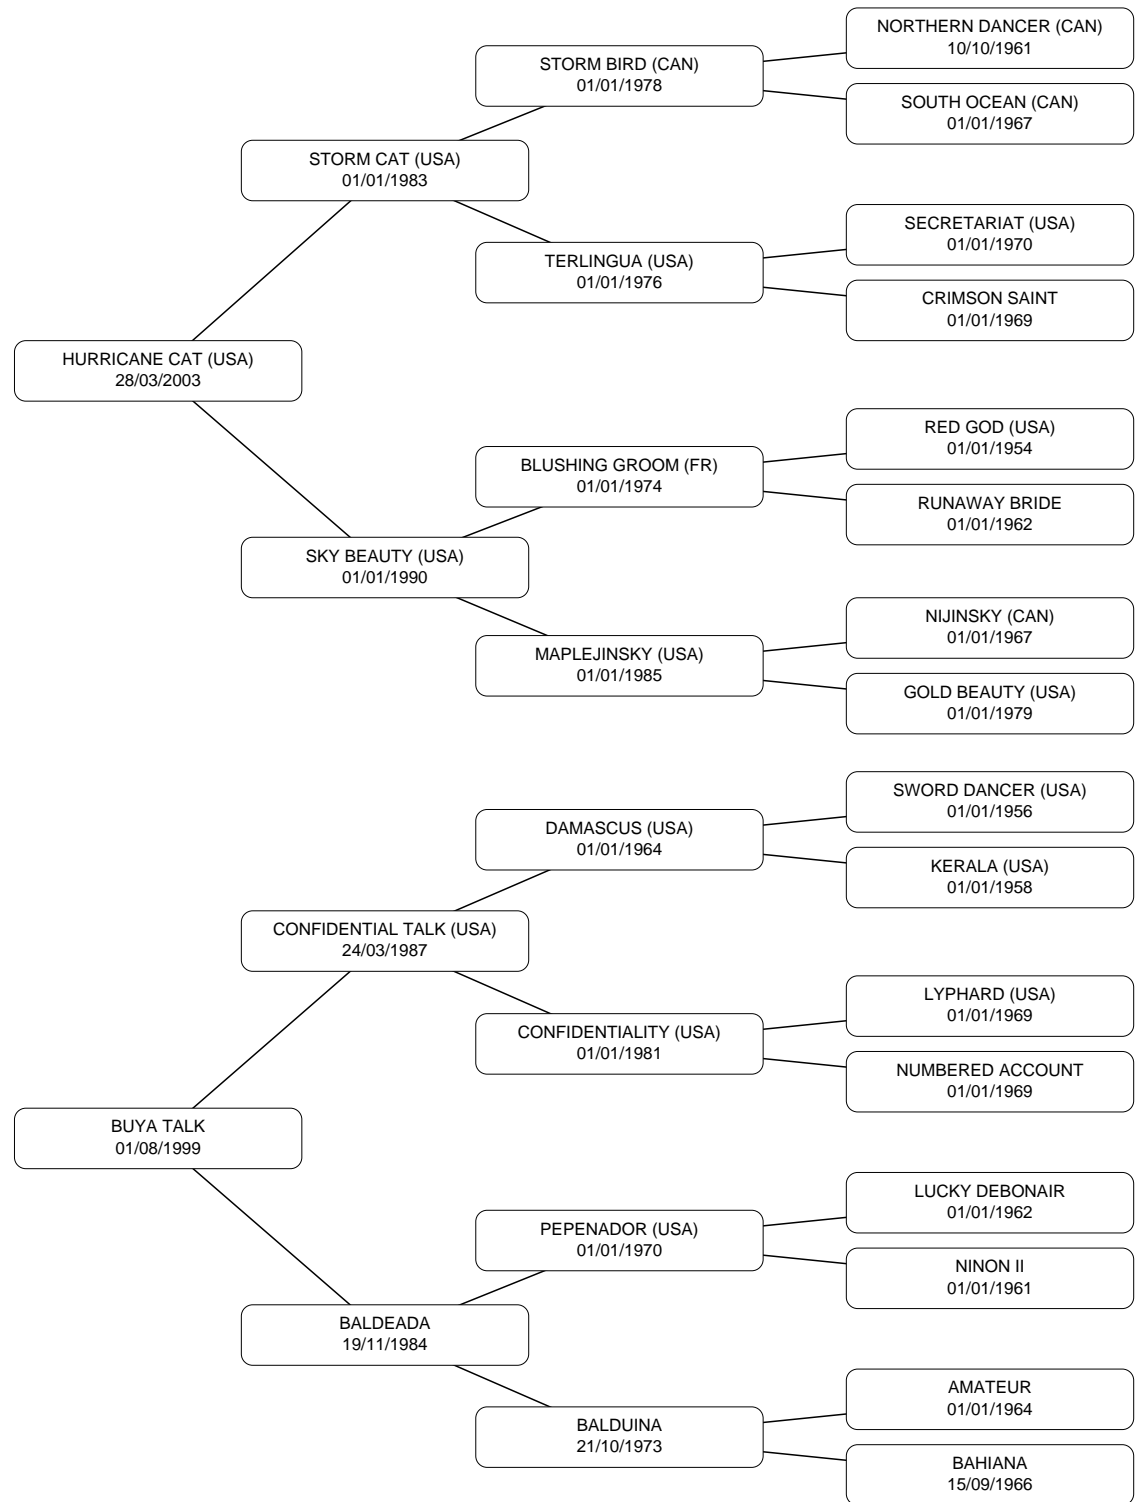 NORTHERN DANCER (CAN)
10/10/1961
STORM BIRD (CAN)
01/01/1978
SOUTH OCEAN (CAN)
01/01/1967
STORM CAT (USA)
01/01/1983
SECRETARIAT (USA)
01/01/1970
TERLINGUA (USA)
01/01/1976
CRIMSON SAINT
01/01/1969
HURRICANE CAT (USA)
28/03/2003
RED GOD (USA)
01/01/1954
BLUSHING GROOM (FR)
01/01/1974
RUNAWAY BRIDE
01/01/1962
SKY BEAUTY (USA)
01/01/1990
NIJINSKY (CAN)
01/01/1967
MAPLEJINSKY (USA)
01/01/1985
GOLD BEAUTY (USA)
01/01/1979
SWORD DANCER (USA)
01/01/1956
DAMASCUS (USA)
01/01/1964
KERALA (USA)
01/01/1958
CONFIDENTIAL TALK (USA)
24/03/1987
LYPHARD (USA)
01/01/1969
CONFIDENTIALITY (USA)
01/01/1981
NUMBERED ACCOUNT
01/01/1969
BUYA TALK
01/08/1999
LUCKY DEBONAIR
01/01/1962
PEPENADOR (USA)
01/01/1970
NINON II
01/01/1961
BALDEADA
19/11/1984
AMATEUR
01/01/1964
BALDUINA
21/10/1973
BAHIANA
15/09/1966